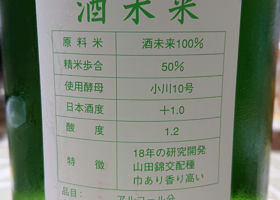 酒未来
原料米 酒未来100%
精米歩合 50%
使用酵母 小川10号
日本酒度 +1.0
酸度 1.2
特徴 18年の研究開発
山田錦交配種
巾あり香り高い
品目： アルコール分